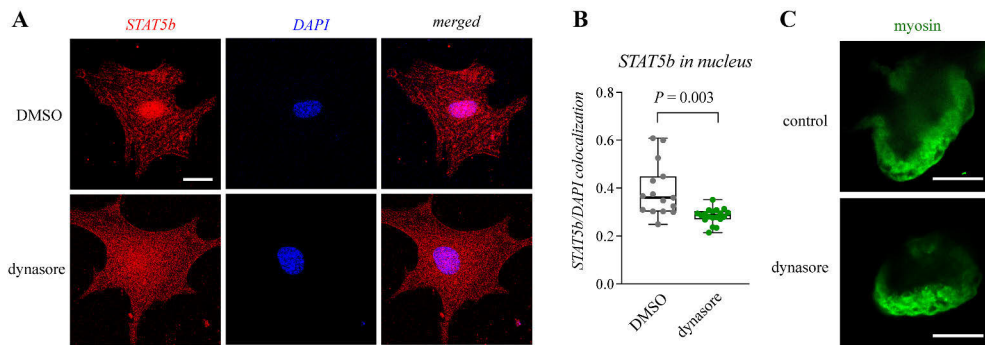 A
STAT5b
DAPI
merged
DMSO
dynasore
B
STAT5b in nucleus
P = 0.003
STAT5b/DAPI colocalization
0.8
0.6
0.4
0.2
0.0
DMSO
dynasore
C
myosin
control
dynasore